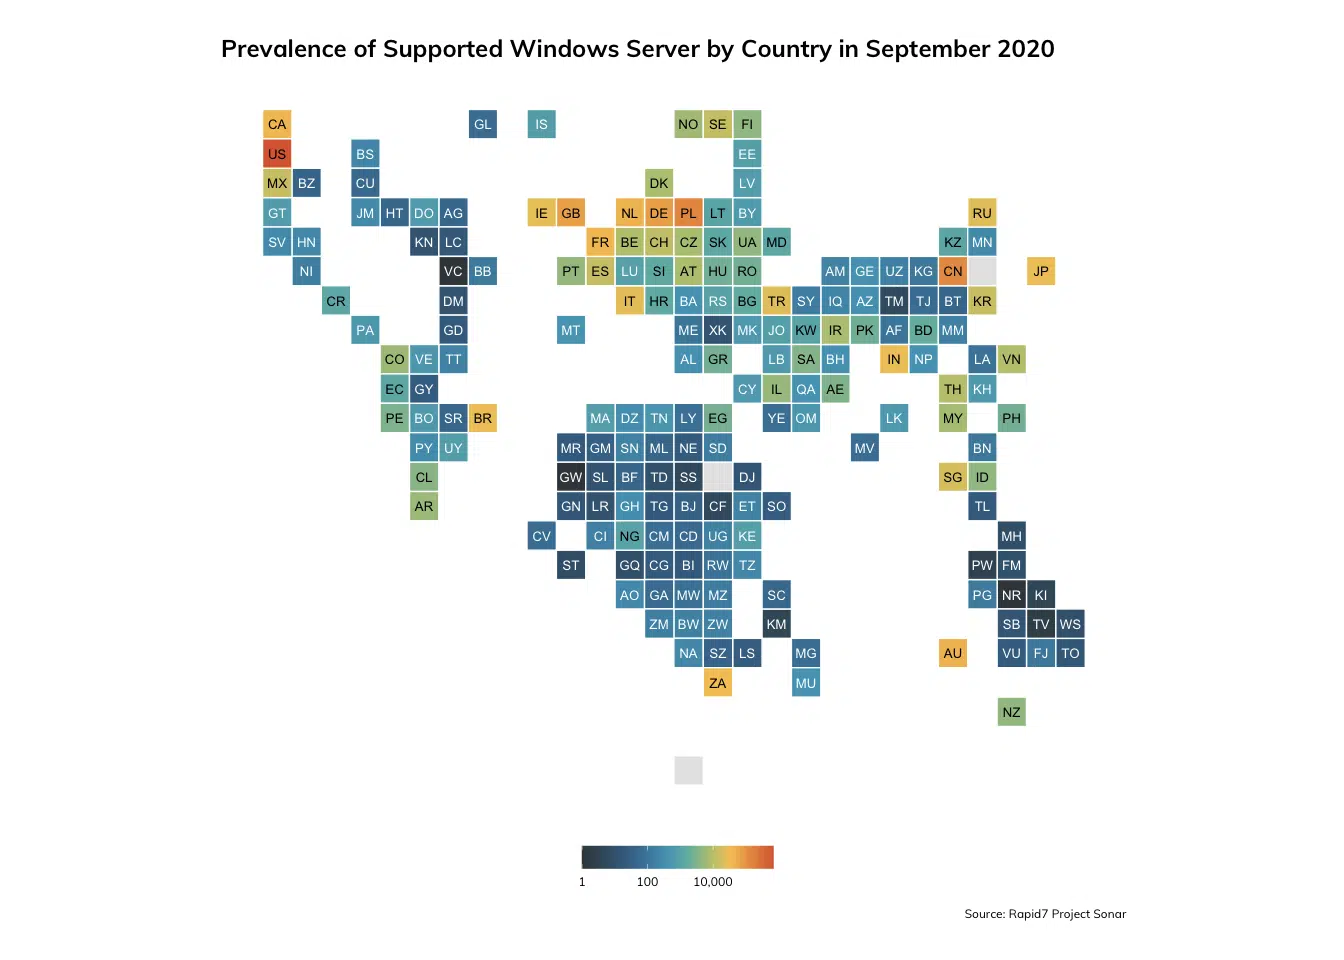 Prevalence of Supported Windows Server by Country in September 2020
CA GL IS NO SE FI
US BS EE
MX BZ CU DK LV
GT JM HT DO AG IE GB NL DE PL LT BY RU
SV HN KN LC FR BE CH CZ SK UA MD KZ MN
NI VC BB PT ES LU SI AT HU RO AM GE UZ KG CN JP
CR DM IT HR BA RS BG TR SY IQ AZ TM TJ BT KR
PA GD MT ME XK MK JO KW IR PK AF BD MM
CO VE TT AL GR LB SA BH IN NP LA VN
EC GY CY IL QA AE TH KH
PE BO SR BR MA DZ TN LY EG YE OM LK MY PH
PY UY MR GM SN ML NE SD MV BN
CL GW SL BF TD SS DJ SG ID
AR GN LR GH TG BJ CF ET SO TL
CV CI NG CM CD UG KE MH
ST GQ CG BI RW TZ PW FM
AO GA MW MZ SC PG NR KI
ZM BW ZW KM SB TV WS
NA SZ LS MG AU VU FJ TO
ZA MU
NZ
1 100 10,000
Source: Rapid7 Project Sonar